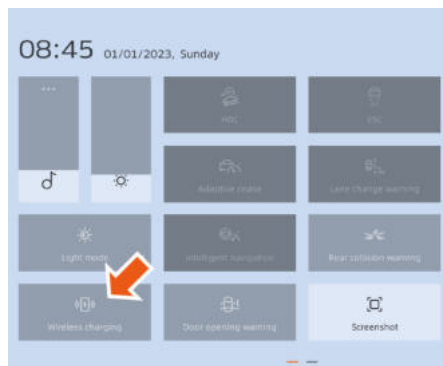 08:45 01/01/2023, Sunday
HDC
ESC
Adaptive cruise
Lane change warning
Light mode
Intelligent navigation
Rear collision warning
Wireless charging
Door opening warning
Screenshot